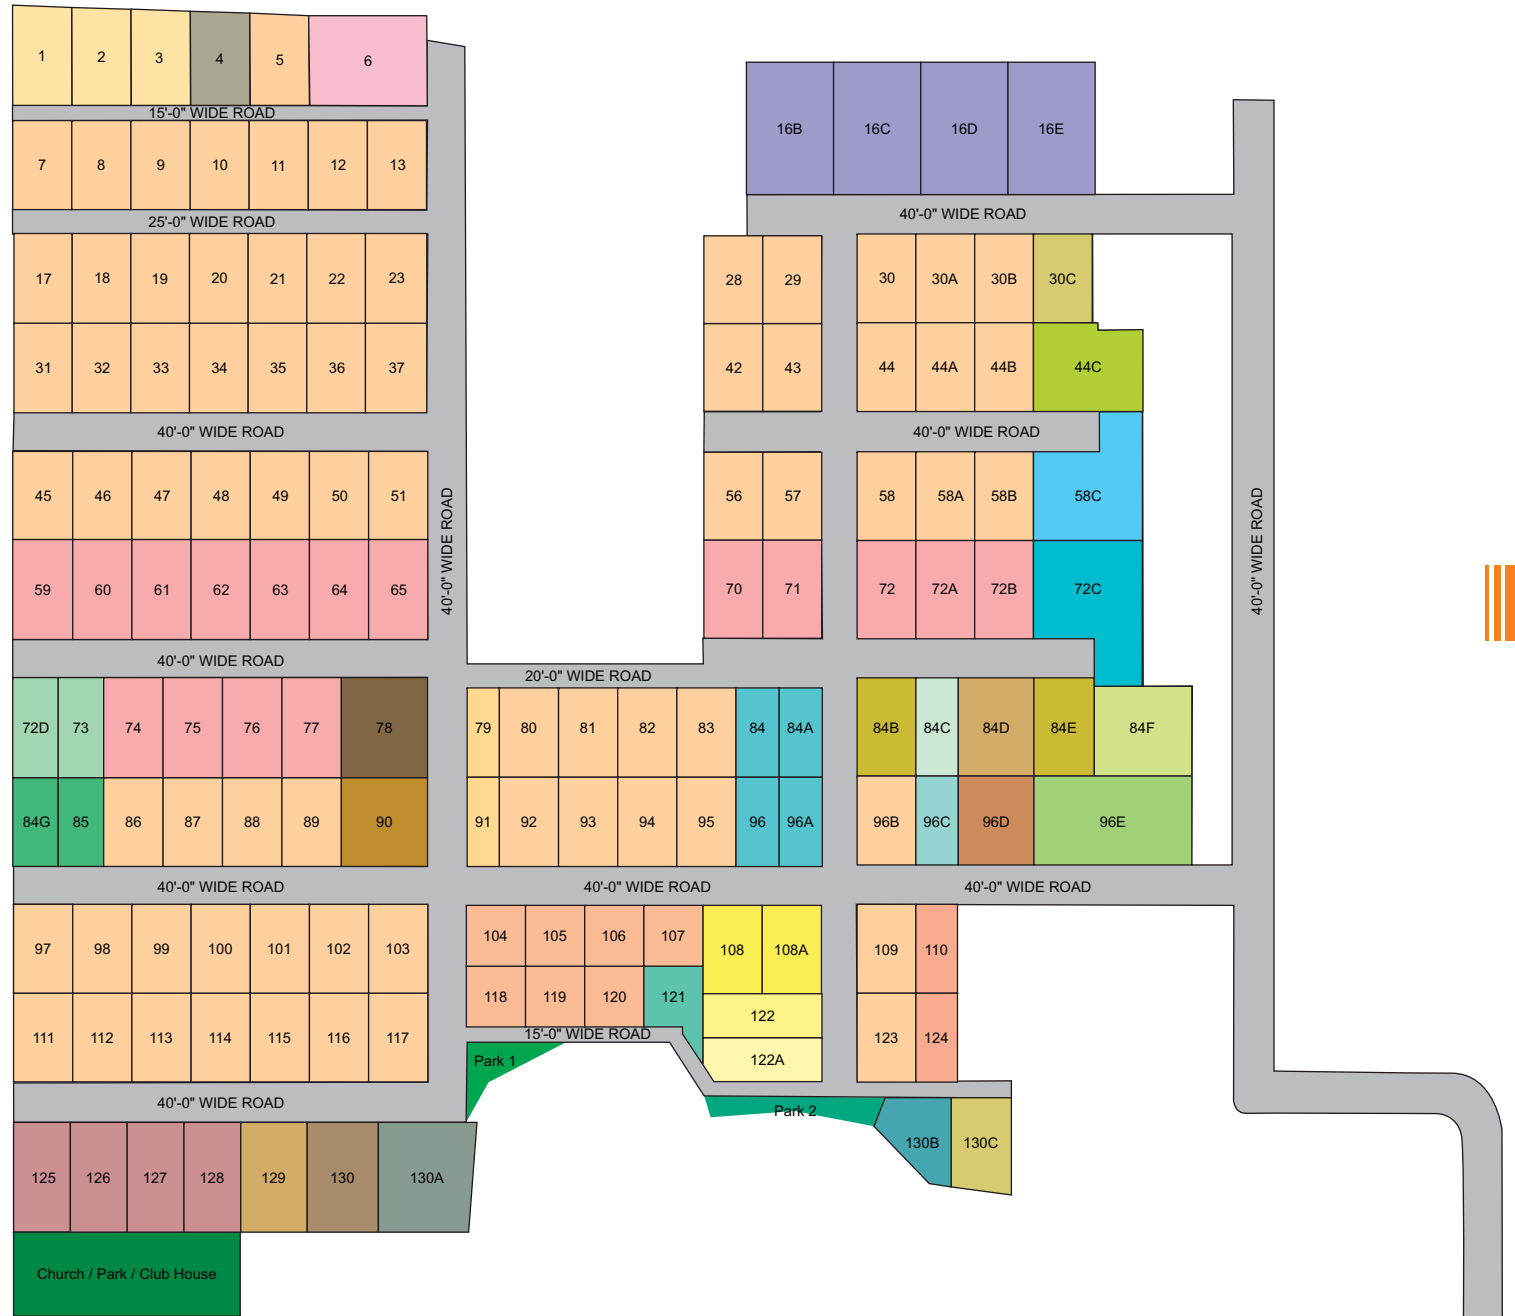 1 2 3 4 5 6
15'-0" WIDE ROAD
7 8 9 10 11 12 13
16B 16C 16D 16E
25'-0" WIDE ROAD
40'-0" WIDE ROAD
17 18 19 20 21 22 23
28 29 30 30A 30B 30C
31 32 33 34 35 36 37
42 43 44 44A 44B 44C
40'-0" WIDE ROAD
40'-0" WIDE ROAD
45 46 47 48 49 50 51
56 57 58 58A 58B 58C
40'-0" WIDE ROAD
40'-0" WIDE ROAD
59 60 61 62 63 64 65
70 71 72 72A 72B 72C
40'-0" WIDE ROAD
20'-0" WIDE ROAD
72D 73 74 75 76 77 78
79 80 81 82 83 84 84A
84B 84C 84D 84E 84F
84G 85 86 87 88 89 90
91 92 93 94 95 96 96A
96B 96C 96D 96E
40'-0" WIDE ROAD
40'-0" WIDE ROAD
40'-0" WIDE ROAD
97 98 99 100 101 102 103
104 105 106 107 108 108A
109 110
118 119 120 121
122
111 112 113 114 115 116 117
15'-0" WIDE ROAD
123 124
Park 1
122A
40'-0" WIDE ROAD
Park 2
130B 130C
125 126 127 128 129 130 130A
Church / Park / Club House